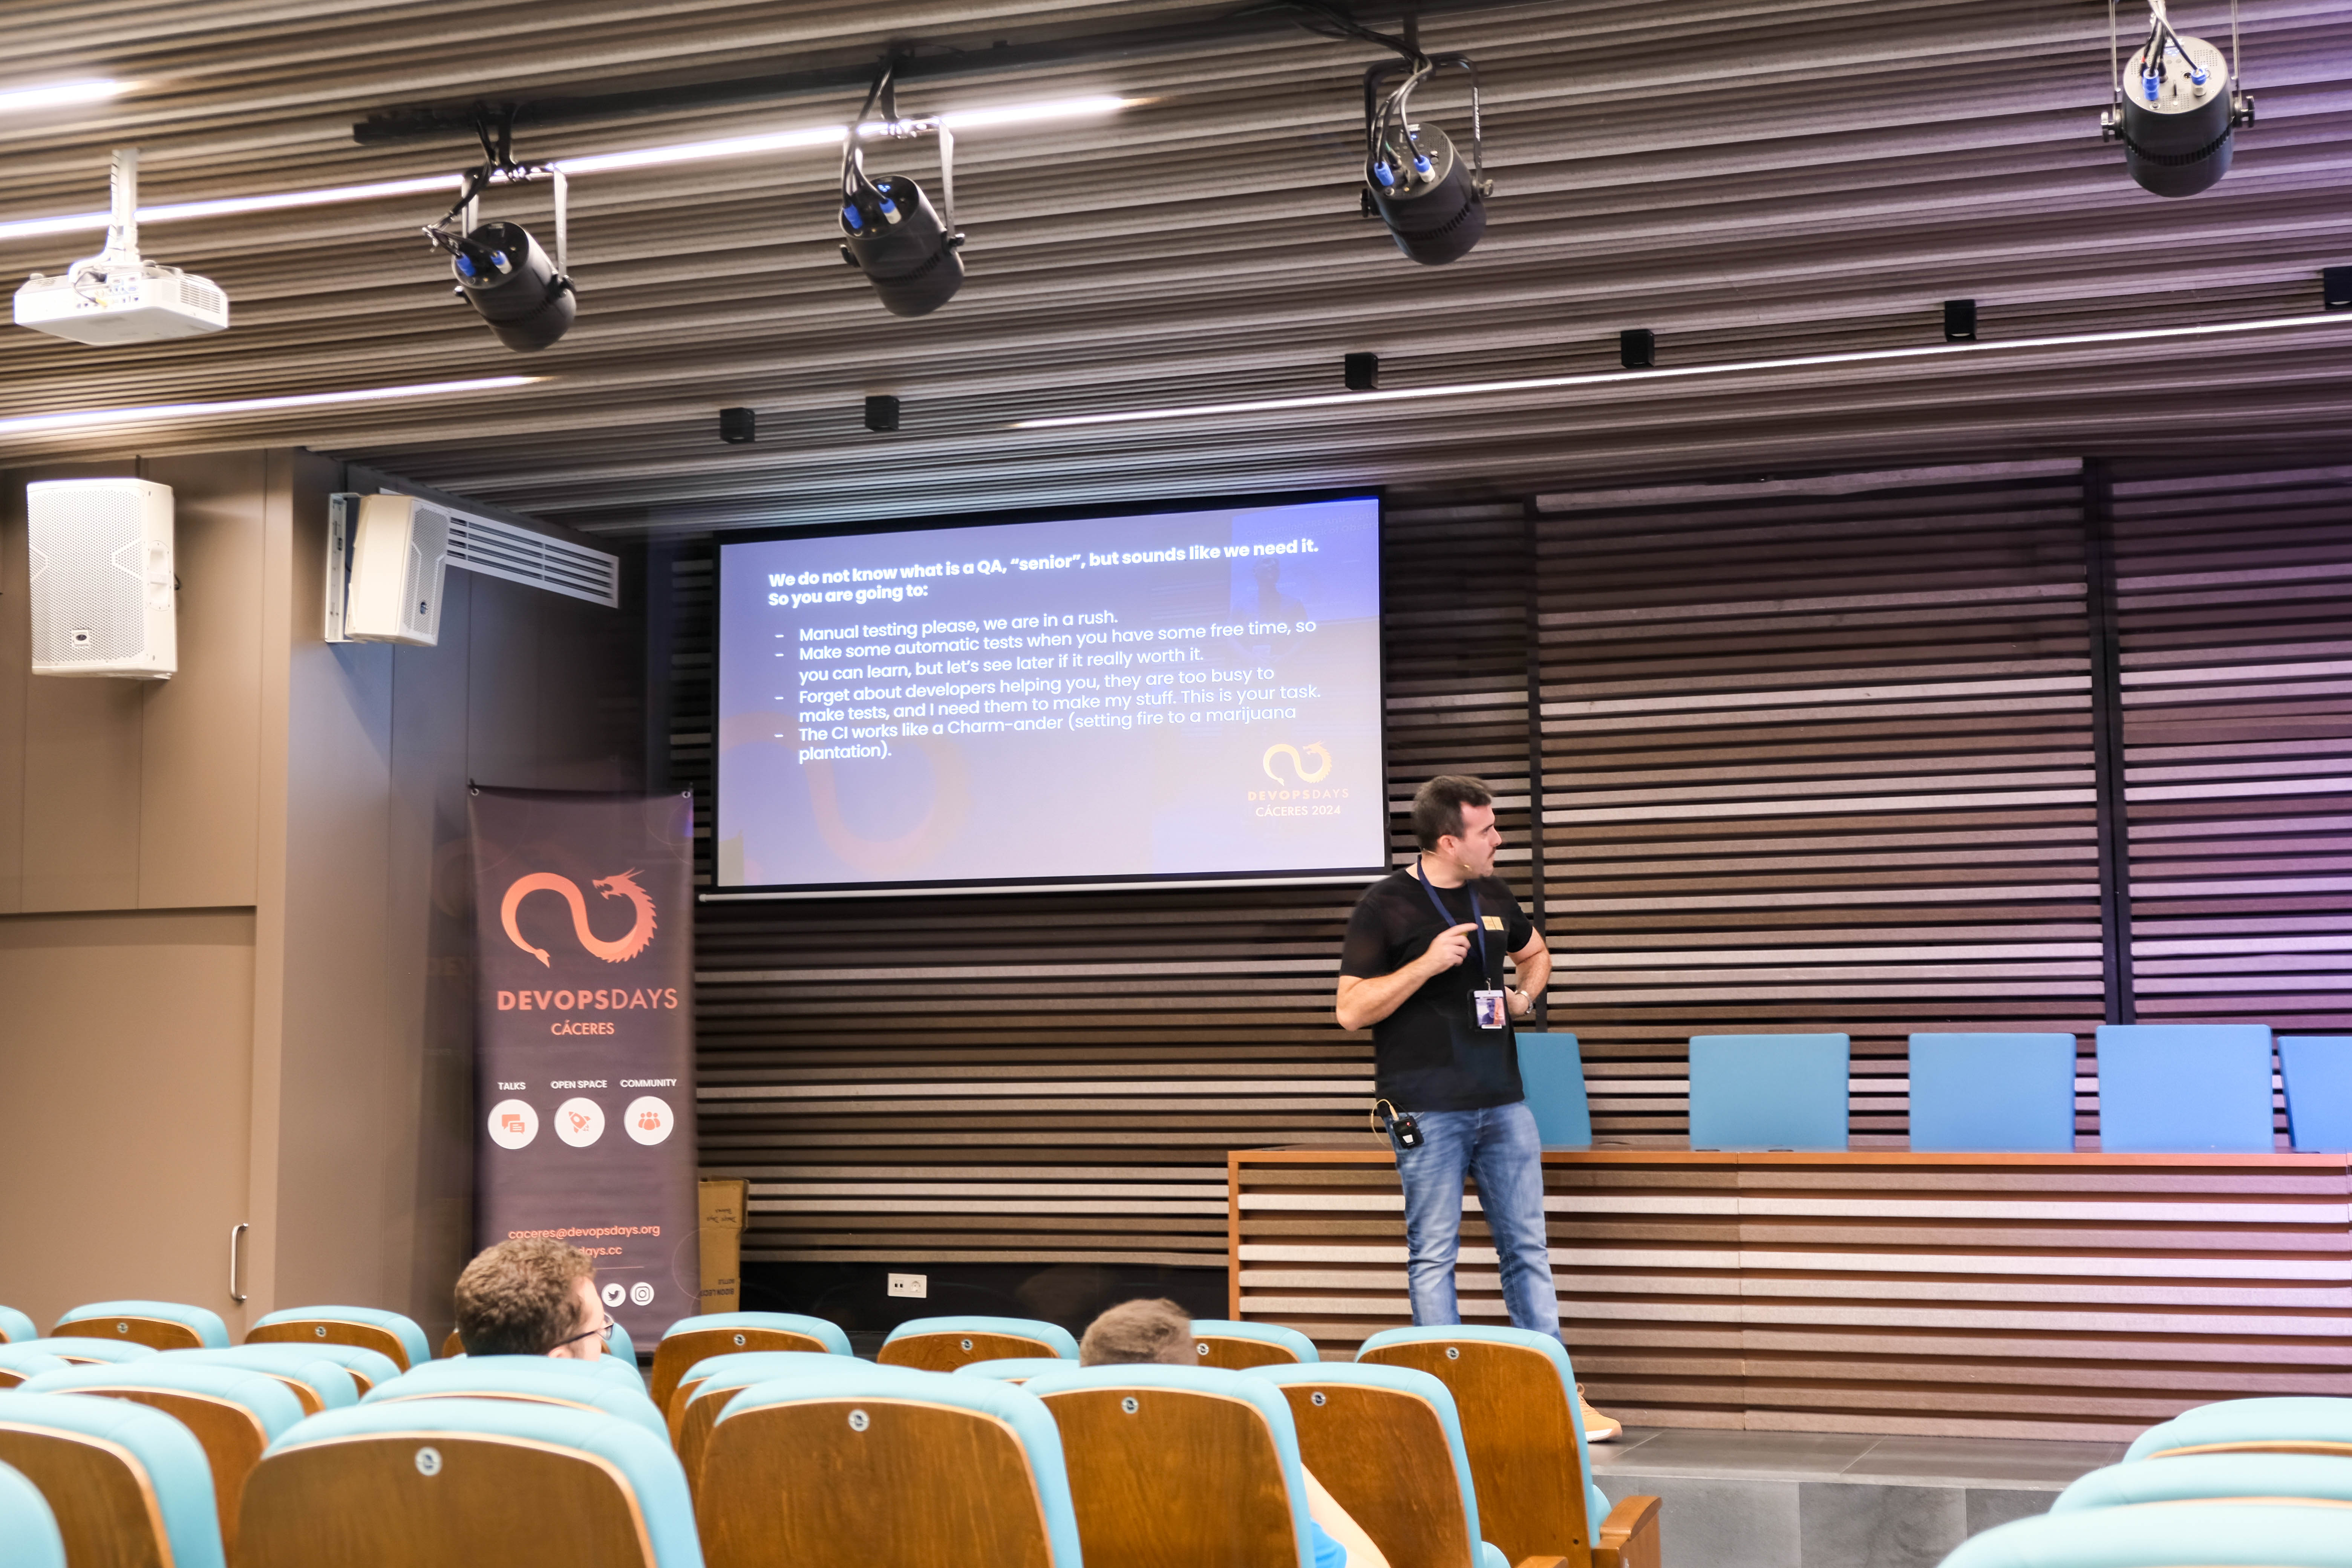 We do not know what is a QA, “senior”, but sounds like we need it.
So you are going to:
- Manual testing please, we are in a rush.
- Make some automatic tests when you have some free time, so
you can learn, but let’s see later if it really worth it.
- Forget about developers helping you, they are too busy to
make tests, and I need them to make my stuff. This is your task.
- The CI works like a Charm-ander (setting fire to a marijuana
plantation).
DEVOPSDAYS
CÁCERES 2024
DEVOPSDAYS
CÁCERES
TALKS OPEN SPACE COMMUNITY
caceres@devopsdays.org
days.cc